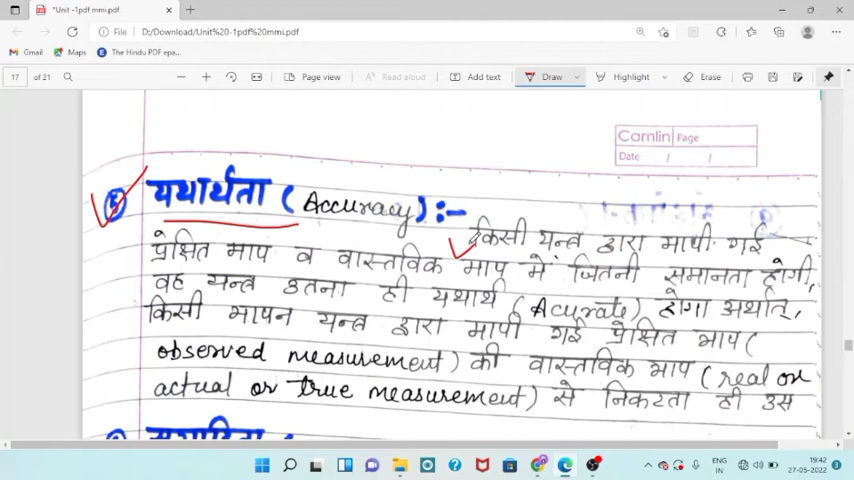 *Unit -1pdf mmi.pdf
File D:/Download/Unit%20-1pdf%20mmi.pdf
Gmail Maps The Hindu PDF epa...
17 of 21 Page view Read aloud Add text Draw Highlight Erase
Camlin Page
Date / /
यथार्थता ( Accuracy) :-
किसी यन्त्र द्वारा मापी गई
प्रेक्षित माप व वास्तविक माप में जितनी समानता होगी,
वह यन्त्र उतना ही यथार्थ (Acurate) होगा अर्थात्,
किसी मापन यन्त्र द्वारा मापी गई प्रेक्षित माप(
observed measurement) की वास्तविक माप (real or
actual or true measurement) से निकटता ही उस
ENG
IN
19:42
27-05-2022
3